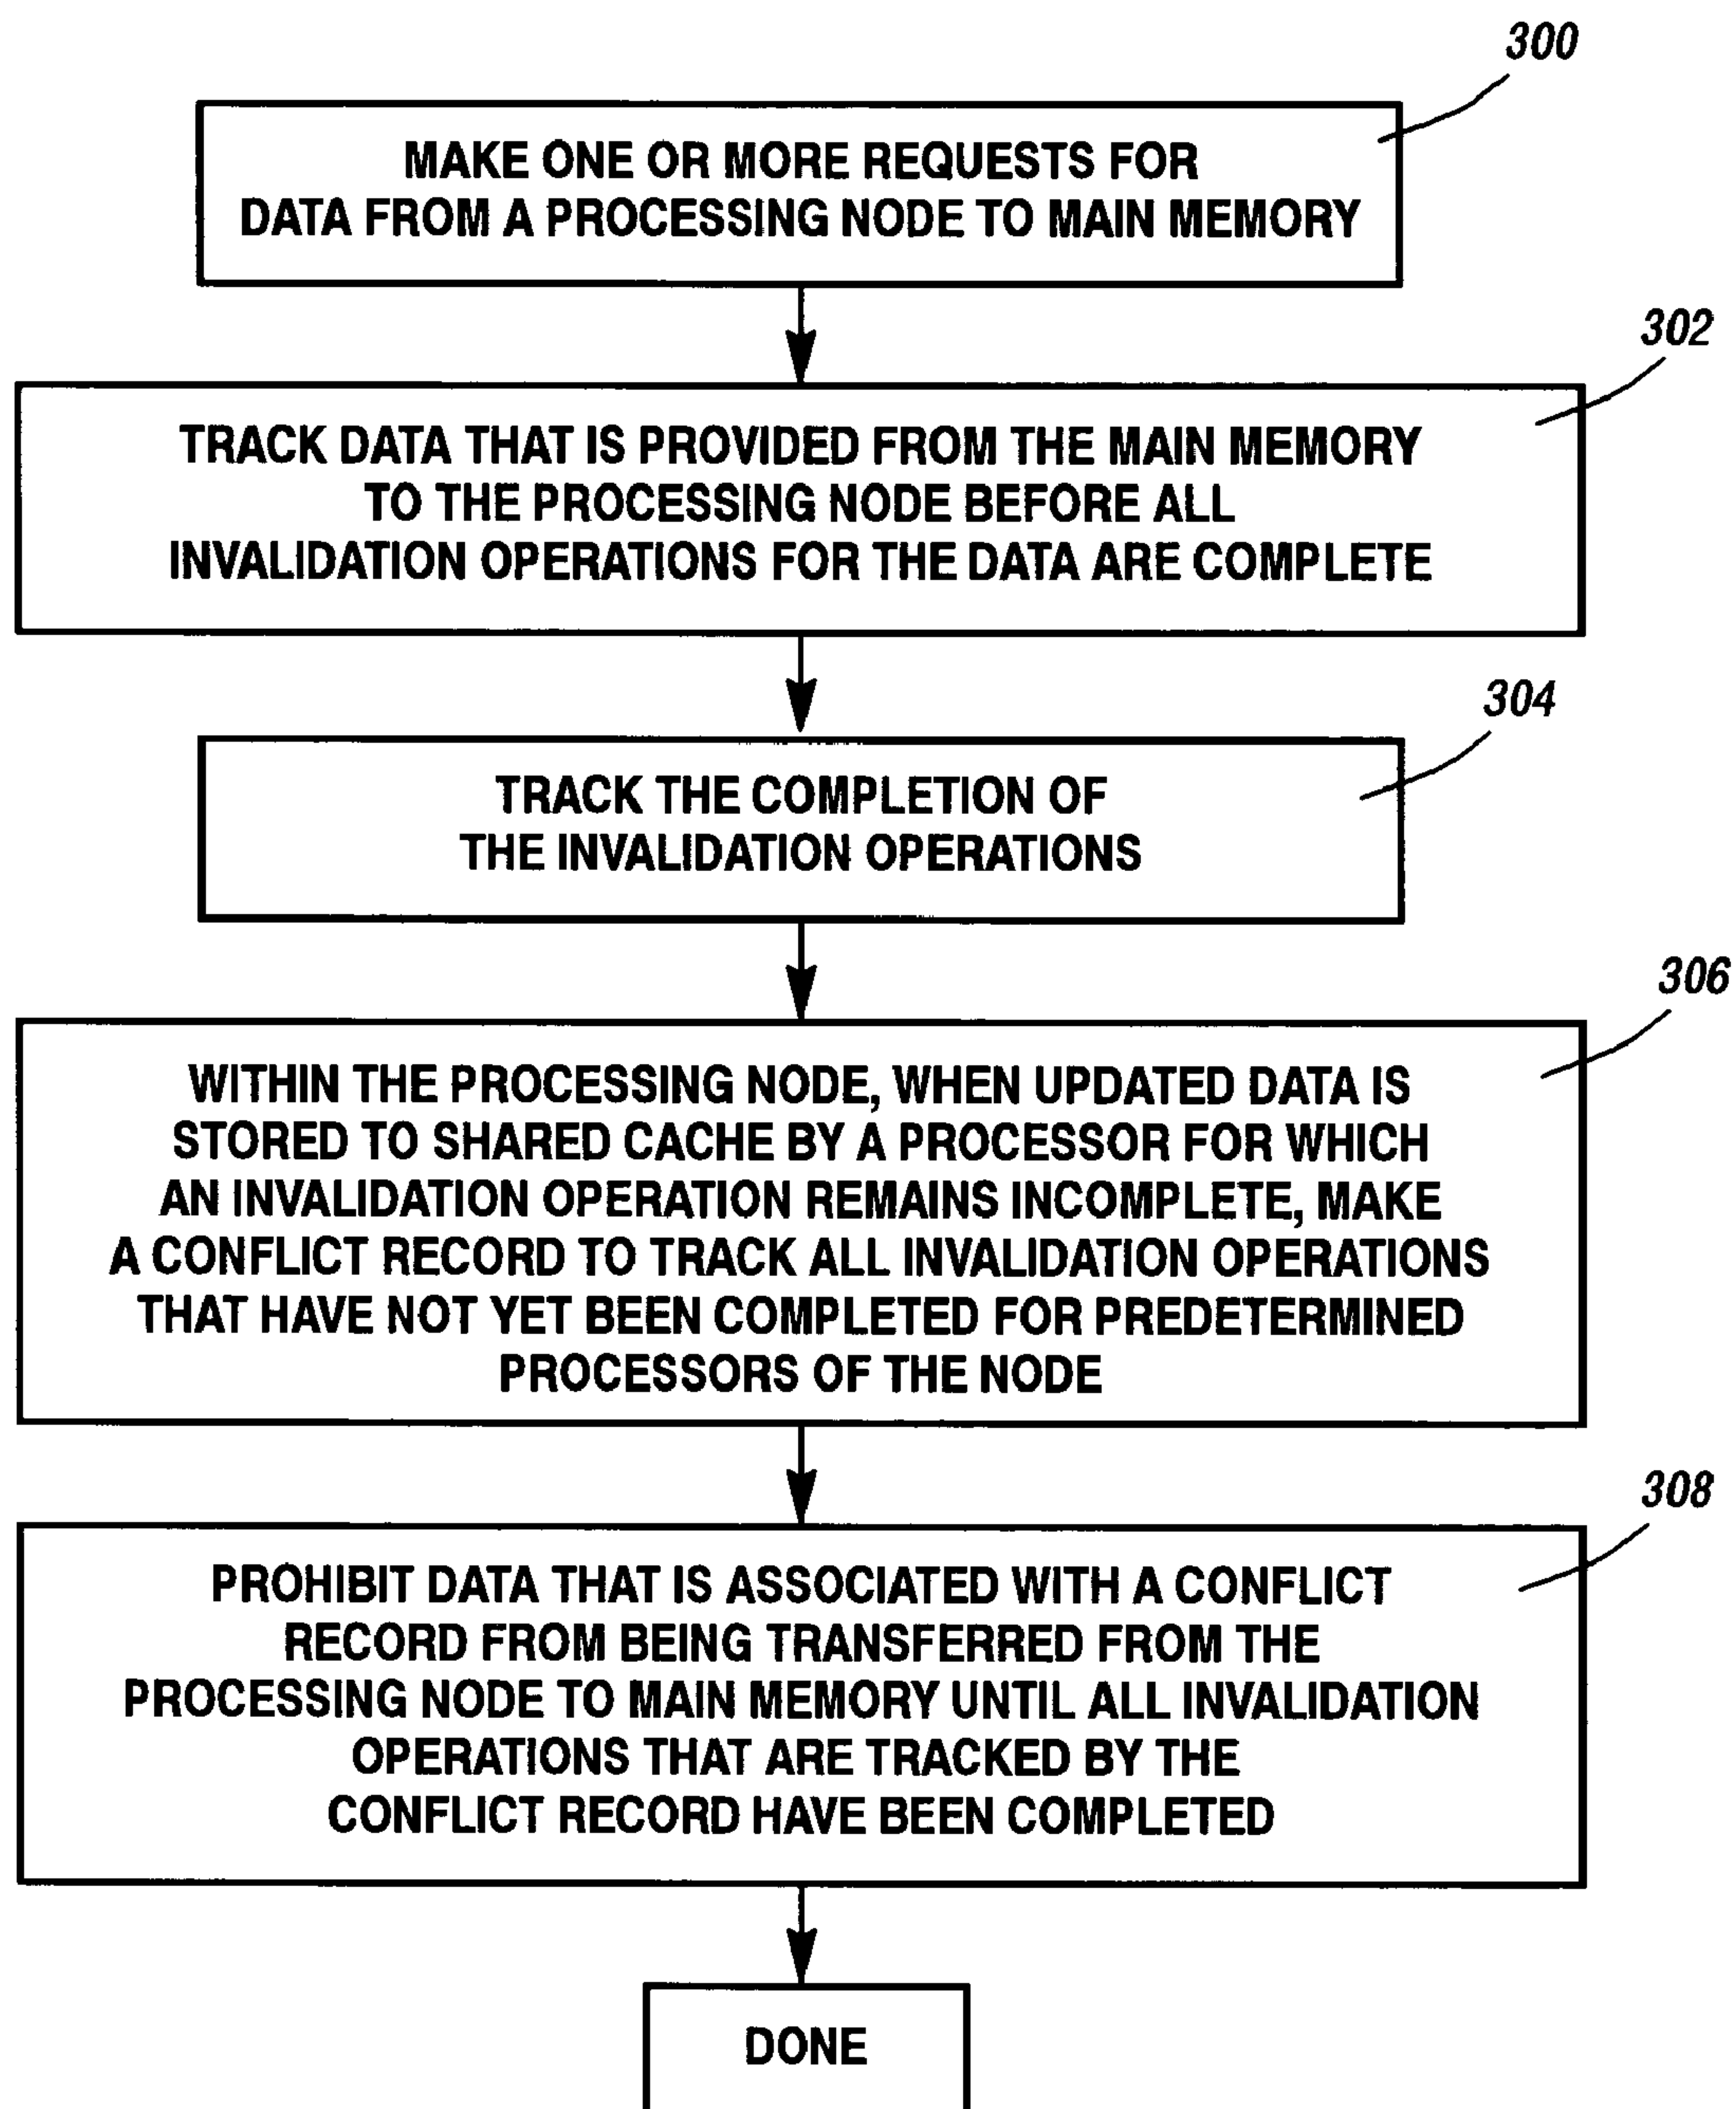 300
MAKE ONE OR MORE REQUESTS FOR
DATA FROM A PROCESSING NODE TO MAIN MEMORY
302
TRACK DATA THAT IS PROVIDED FROM THE MAIN MEMORY
TO THE PROCESSING NODE BEFORE ALL
INVALIDATION OPERATIONS FOR THE DATA ARE COMPLETE
304
TRACK THE COMPLETION OF
THE INVALIDATION OPERATIONS
306
WITHIN THE PROCESSING NODE, WHEN UPDATED DATA IS
STORED TO SHARED CACHE BY A PROCESSOR FOR WHICH
AN INVALIDATION OPERATION REMAINS INCOMPLETE, MAKE
A CONFLICT RECORD TO TRACK ALL INVALIDATION OPERATIONS
THAT HAVE NOT YET BEEN COMPLETED FOR PREDETERMINED
PROCESSORS OF THE NODE
308
PROHIBIT DATA THAT IS ASSOCIATED WITH A CONFLICT
RECORD FROM BEING TRANSFERRED FROM THE
PROCESSING NODE TO MAIN MEMORY UNTIL ALL INVALIDATION
OPERATIONS THAT ARE TRACKED BY THE
CONFLICT RECORD HAVE BEEN COMPLETED
DONE